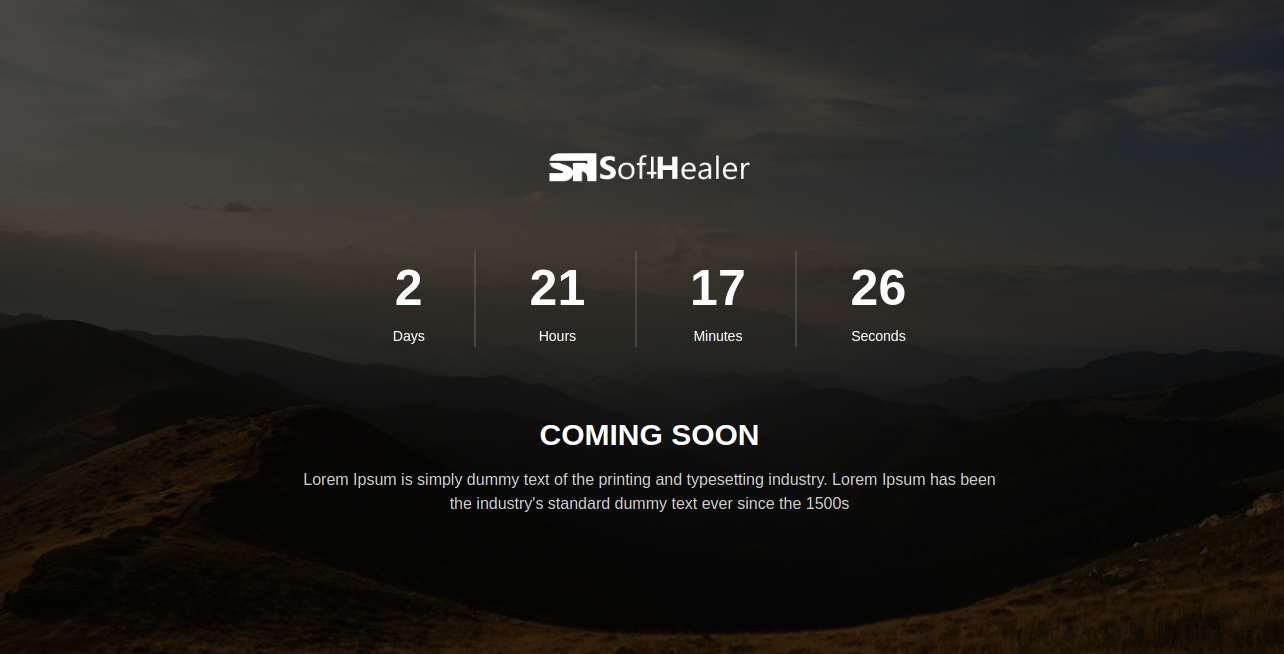 SoftHealer
2 21 17 26
Days Hours Minutes Seconds
COMING SOON
Lorem Ipsum is simply dummy text of the printing and typesetting industry. Lorem Ipsum has been
the industry's standard dummy text ever since the 1500s